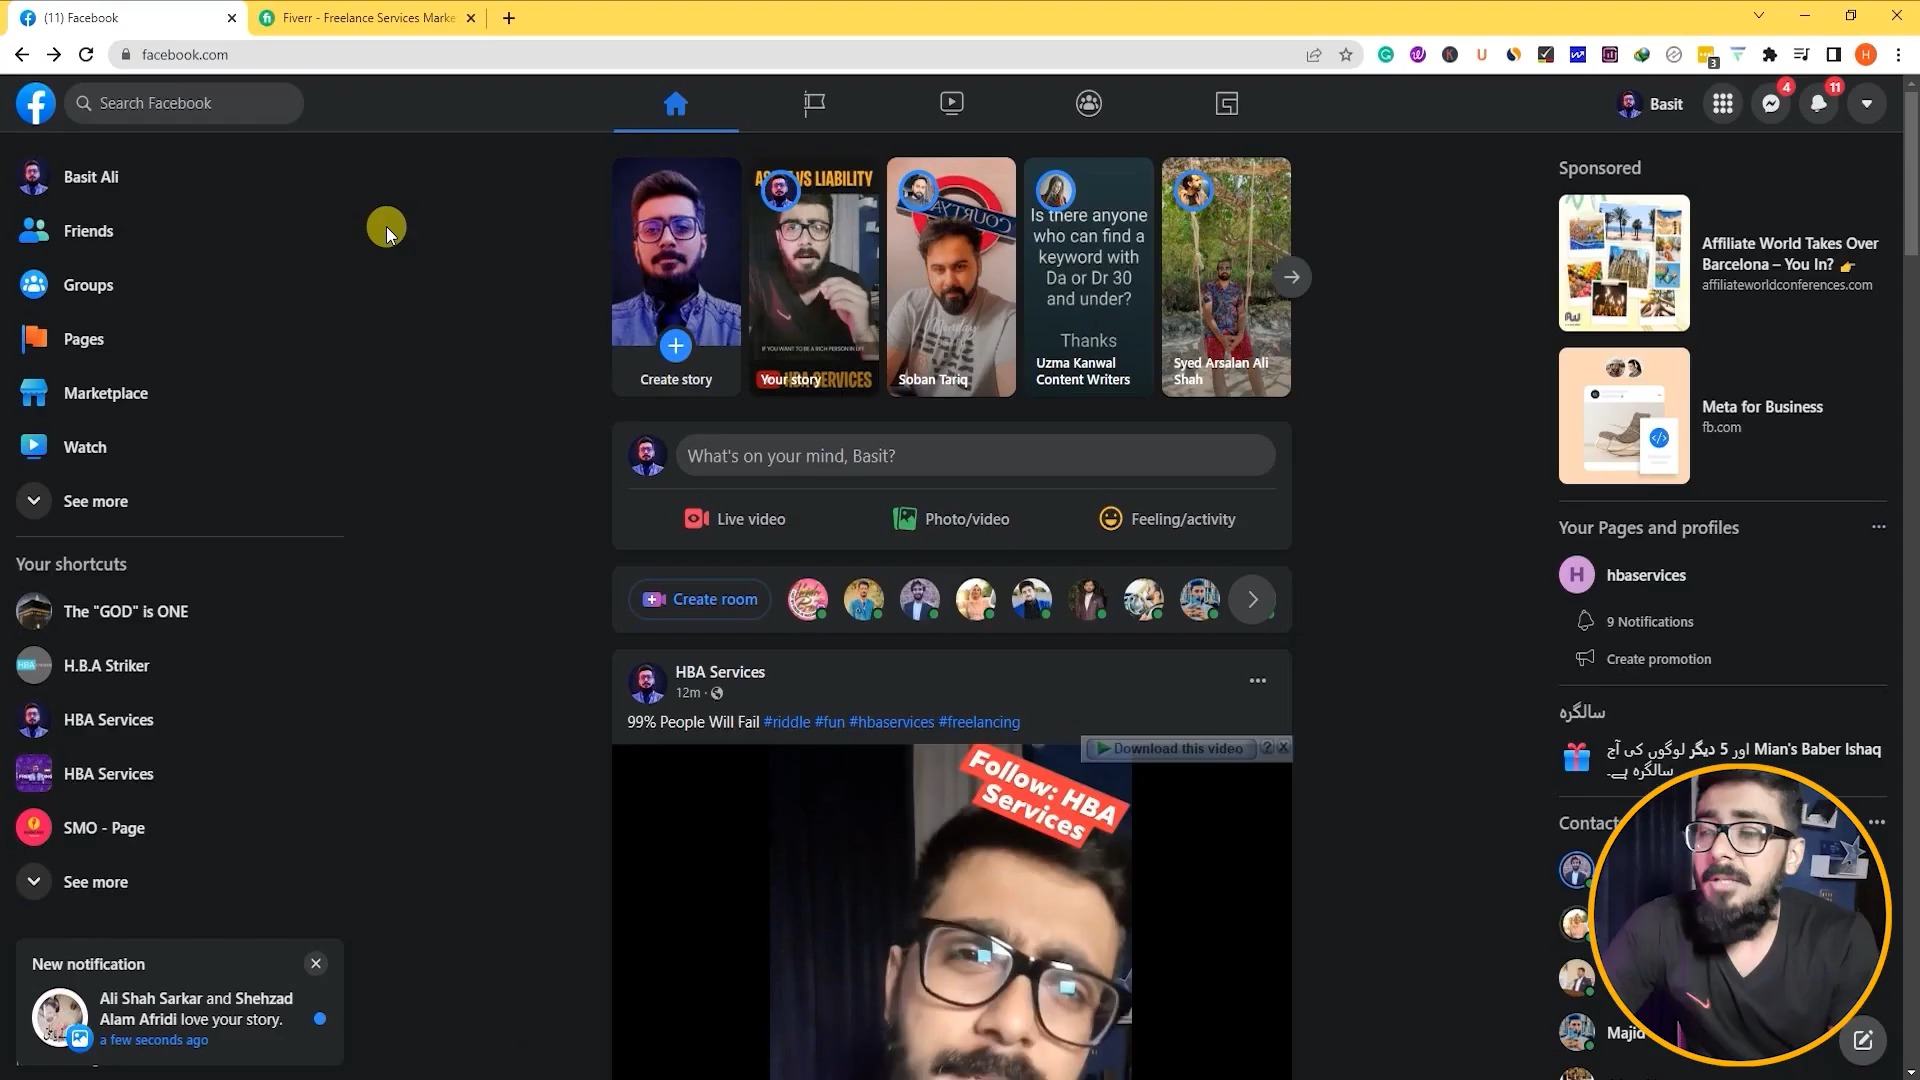 (11) Facebook
Fiverr - Freelance Services Marke
facebook.com
3
Search Facebook
Basit
4
11
Basit Ali
Friends
Groups
Pages
Marketplace
Watch
See more
Your shortcuts
The "GOD" is ONE
H.B.A Striker
HBA Services
HBA Services
SMO - Page
See more
New notification
Ali Shah Sarkar and Shehzad
Alam Afridi love your story.
a few seconds ago
Create story
VS LIABILITY
IF YOU WANT TO BE A RICH PERSON IN LIFE
HBA SERVICES
Your story
COURTYA
Soban Tariq
Is there anyone
who can find a
keyword with
Da or Dr 30
and under?
Thanks
Uzma Kanwal
Content Writers
Syed Arsalan Ali
Shah
What's on your mind, Basit?
Live video
Photo/video
Feeling/activity
Create room
HBA Services
12m
99% People Will Fail #riddle #fun #hbaservices #freelancing
Download this video
?
Follow: HBA
Services
Sponsored
Affiliate World Takes Over
Barcelona – You In? 👉
affiliateworldconferences.com
Meta for Business
fb.com
Your Pages and profiles
H
hbaservices
9 Notifications
Create promotion
سالگرہ
Mian's Baber Ishaq اور 5 دیگر لوگوں کی آج
سالگرہ ہے۔
Contact
Majid